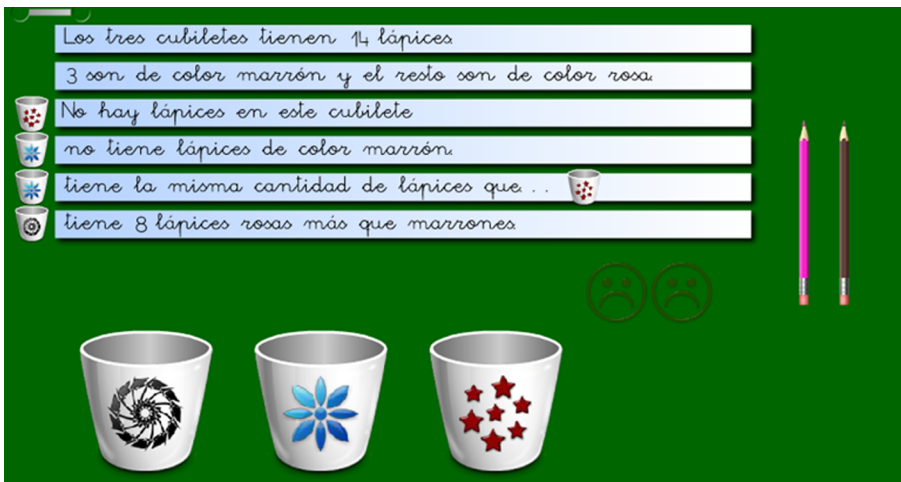 Los tres cubiletes tienen 14 lápices.
3 son de color marrón y el resto son de color rosa.
No hay lápices en este cubilete
no tiene lápices de color marrón.
tiene la misma cantidad de lápices que. . .
tiene 8 lápices rosas más que marrones.